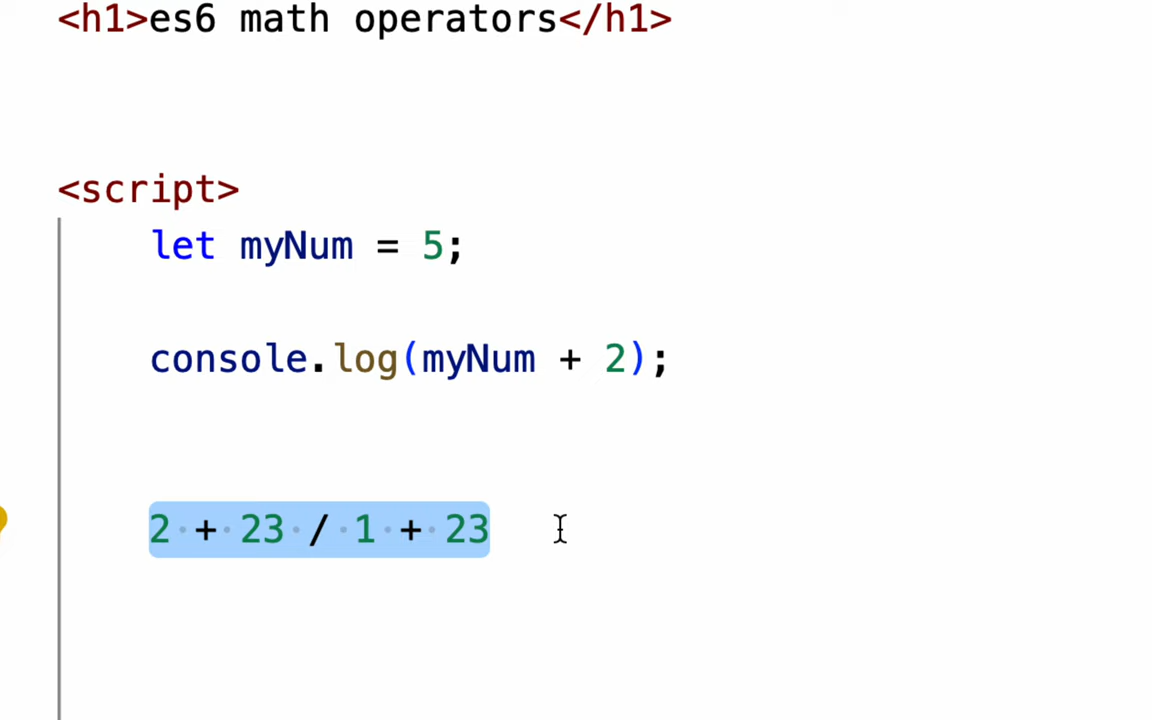 <h1>es6 math operators</h1>
<script>
let myNum = 5;
console.log(myNum + 2);
2 + 23 / 1 + 23